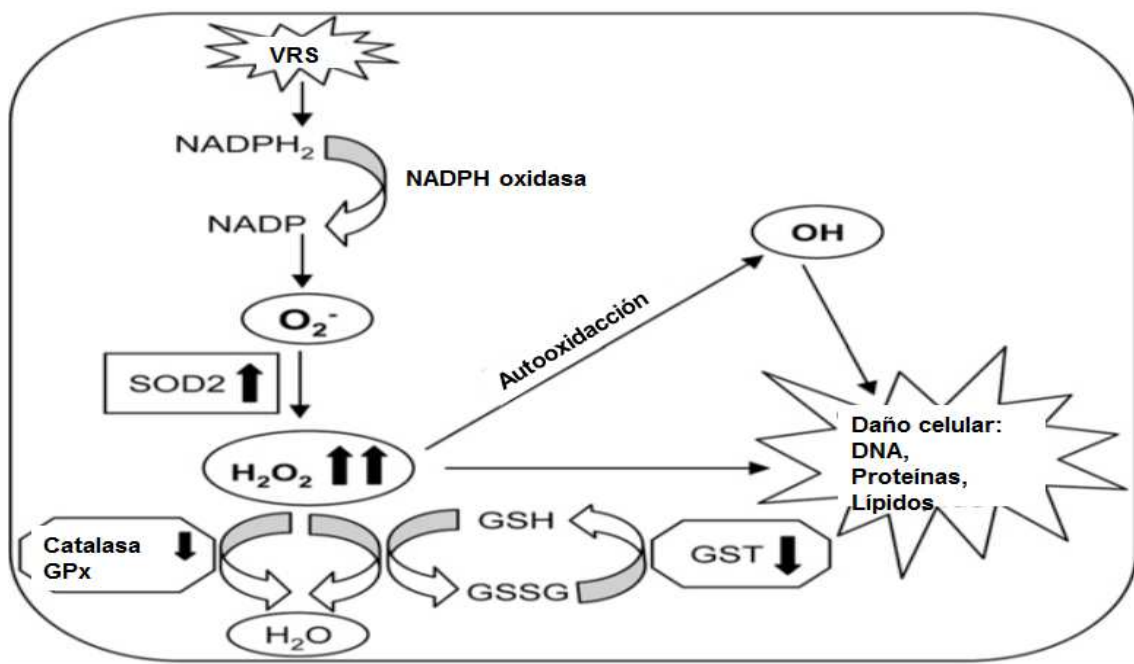 VRS
NADPH₂
NADPH oxidasa
NADP
OH
Autooxidacción
O₂⁻
SOD2
H₂O₂
Daño celular:
DNA,
Proteínas,
Lípidos
Catalasa
GPx
GSH
GSSG
GST
H₂O